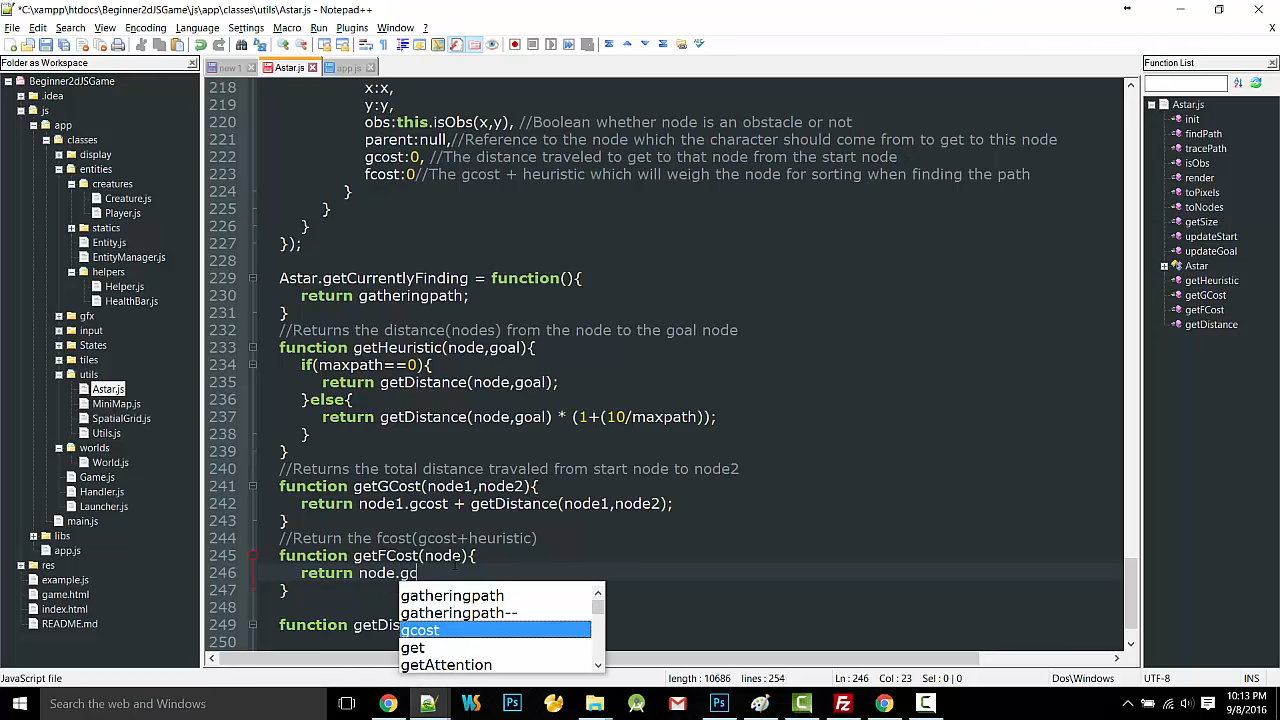 *C:\xampp\htdocs\Beginner2dJSGame\js\app\classes\utils\Astar.js - Notepad++
File Edit Search View Encoding Language Settings Macro Run Plugins Window ?
X
Folder as Workspace
new 1 Astar.js app.js
Function List
Beginner2dJSGame
.idea
js
app
classes
display
entities
creatures
Creature.js
Player.js
statics
Entity.js
EntityManager.js
helpers
Helper.js
HealthBar.js
gfx
input
States
tiles
utils
Astar.js
MiniMap.js
SpatialGrid.js
Utils.js
worlds
World.js
Game.js
Handler.js
Launcher.js
main.js
libs
app.js
res
example.js
game.html
index.html
README.md
218 x:x,
219 y:y,
220 obs:this.isObs(x,y), //Boolean whether node is an obstacle or not
221 parent:null,//Reference to the node which the character should come from to get to this node
222 gcost:0, //The distance traveled to get to that node from the start node
223 fcost:0//The gcost + heuristic which will weigh the node for sorting when finding the path
224 }
225 }
226 }
227 });
228
229 Astar.getCurrentlyFinding = function(){
230 return gatheringpath;
231 }
232 //Returns the distance(nodes) from the node to the goal node
233 function getHeuristic(node,goal){
234 if(maxpath==0){
235 return getDistance(node,goal);
236 }else{
237 return getDistance(node,goal) * (1+(10/maxpath));
238 }
239 }
240 //Returns the total distance travaled from start node to node2
241 function getGCost(node1,node2){
242 return node1.gcost + getDistance(node1,node2);
243 }
244 //Return the fcost(gcost+heuristic)
245 function getFCost(node){
246 return node.gc
247 }
248
249 function getDis
250
gatheringpath
gatheringpath--
gcost
get
getAttention
Astar.js
init
findPath
tracePath
isObs
render
toPixels
toNodes
getSize
updateStart
updateGoal
Astar
getHeuristic
getGCost
getFCost
getDistance
JavaScript file length : 10686 lines : 254 Ln : 246 Col : 23 Sel : 0 | 0 Dos\Windows UTF-8 INS
Search the web and Windows
10:13 PM
9/8/2016